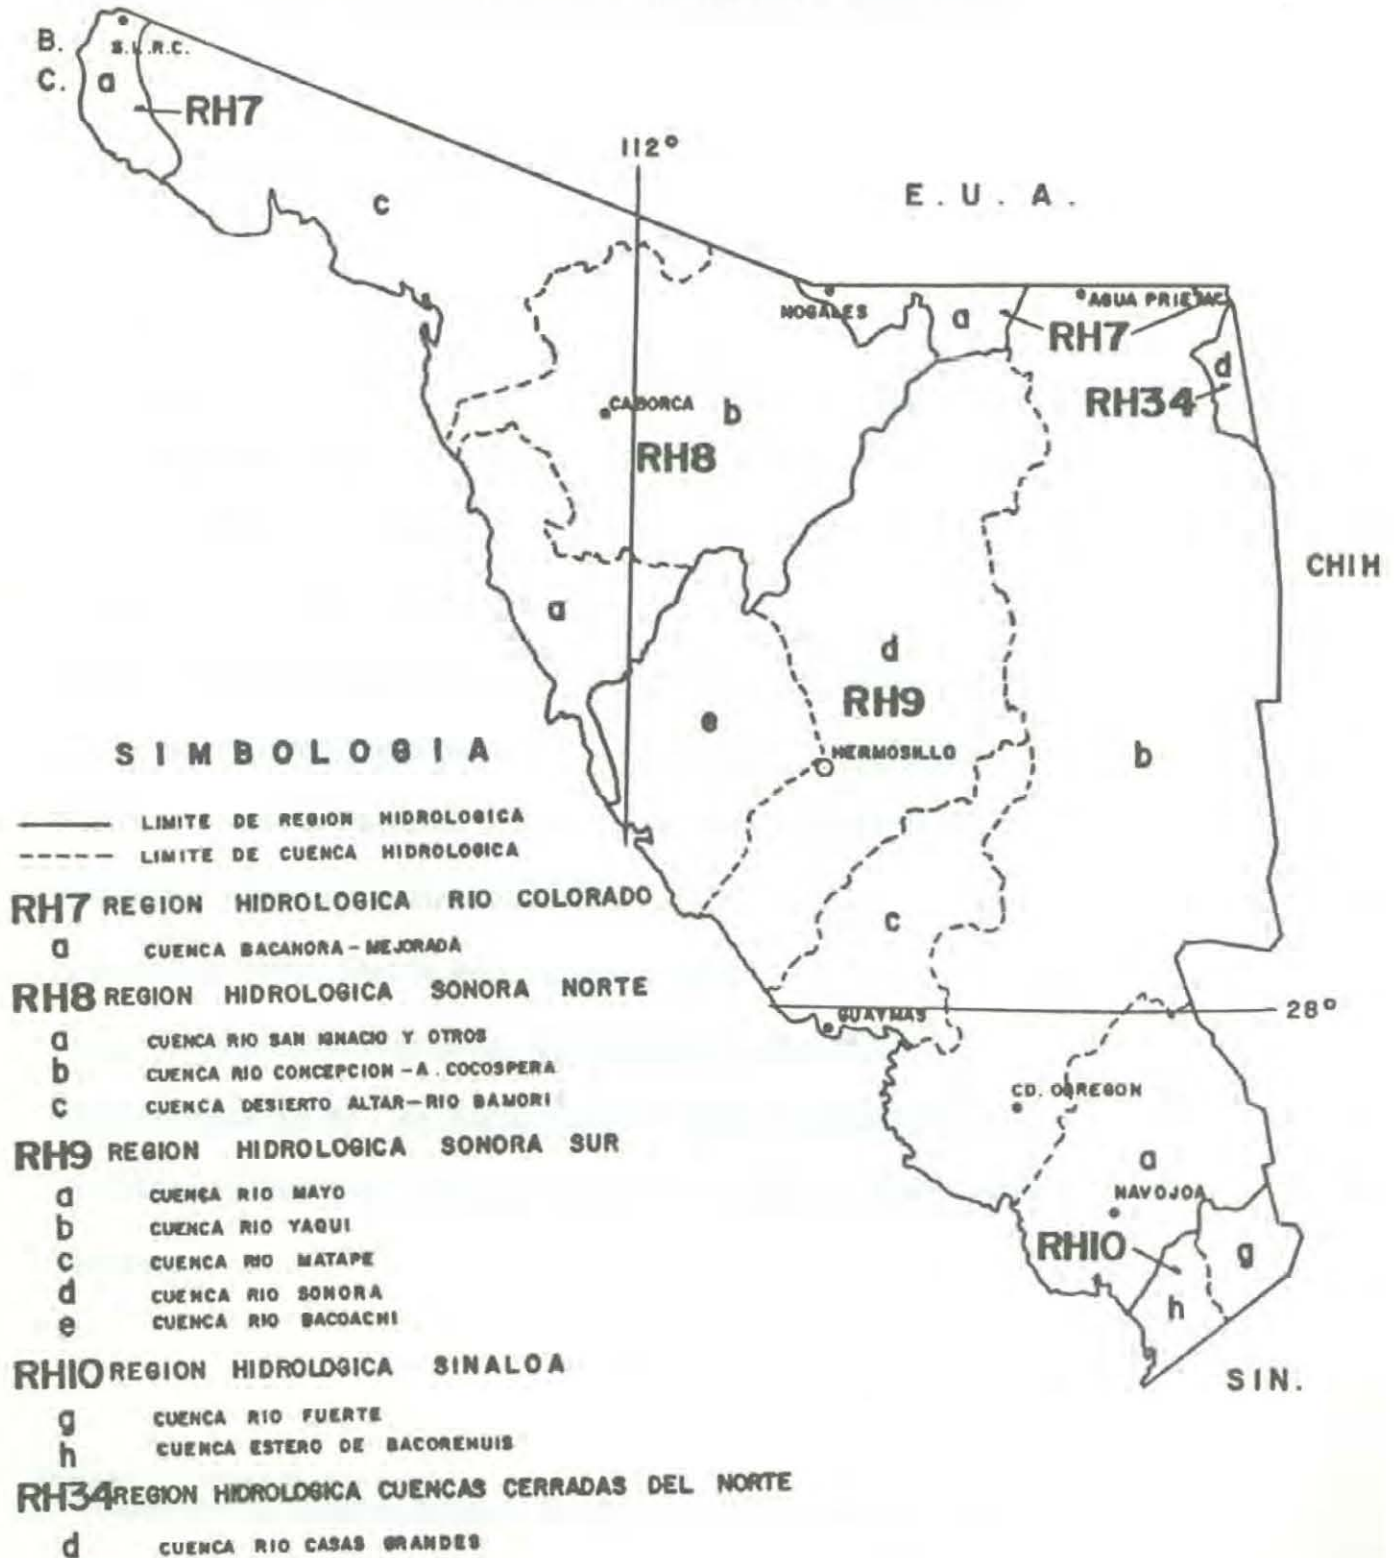 B.
C.
S.L.R.C.
a
RH7
c
112°
E. U. A.
NOGALES
a
AGUA PRIETA
RH7
d
RH34
CABORCA
b
RH8
CHIH
a
d
RH9
e
HERMOSILLO
b
c
28°
GUAYMAS
CD. OBREGON
a
NAVOJOA
RH10
g
h
SIN.
SIMBOLOGIA
LIMITE DE REGION HIDROLOGICA
LIMITE DE CUENCA HIDROLOGICA
RH7 REGION HIDROLOGICA RIO COLORADO
a CUENCA BACANORA-MEJORADA
RH8 REGION HIDROLOGICA SONORA NORTE
a CUENCA RIO SAN IGNACIO Y OTROS
b CUENCA RIO CONCEPCION-A. COCOSPERA
c CUENCA DESIERTO ALTAR-RIO BAMORI
RH9 REGION HIDROLOGICA SONORA SUR
a CUENCA RIO MAYO
b CUENCA RIO YAQUI
c CUENCA RIO MATAPE
d CUENCA RIO SONORA
e CUENCA RIO BACOACHI
RH10 REGION HIDROLOGICA SINALOA
g CUENCA RIO FUERTE
h CUENCA ESTERO DE BACOREHUIS
RH34 REGION HIDROLOGICA CUENCAS CERRADAS DEL NORTE
d CUENCA RIO CASAS GRANDES